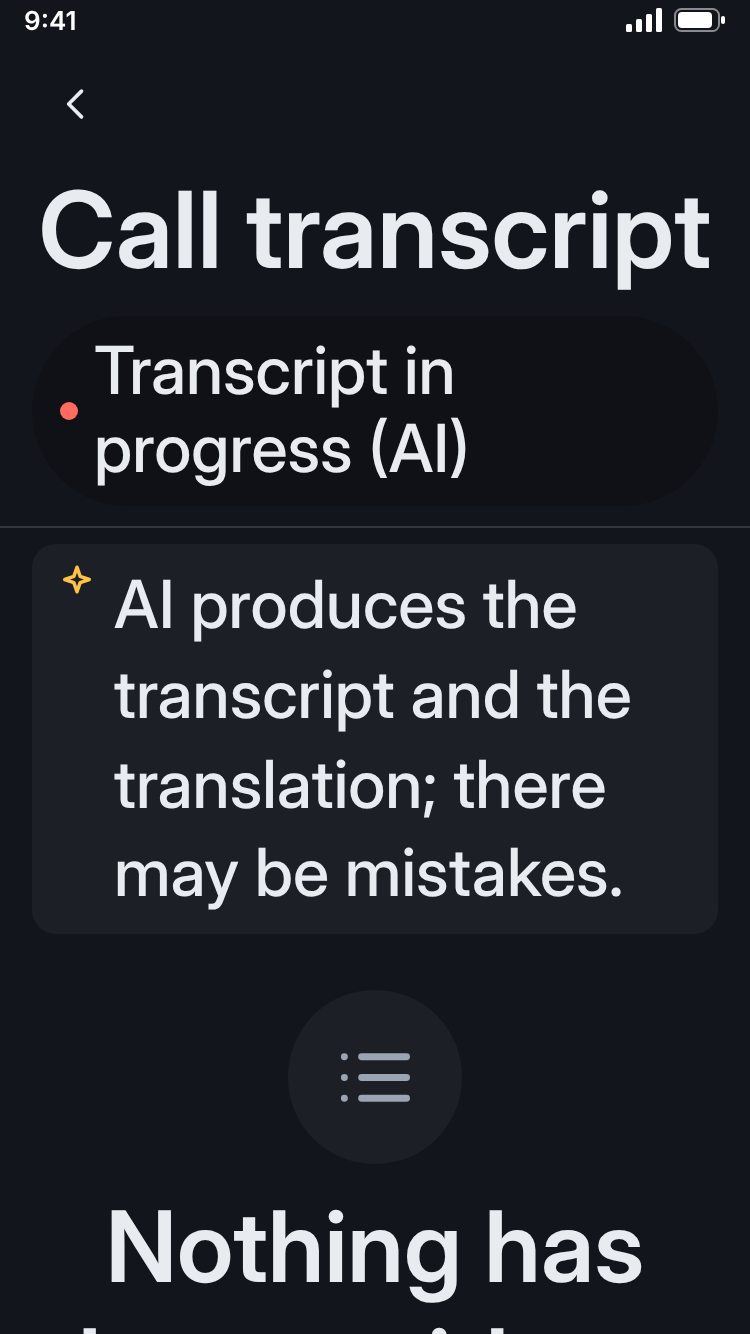 9:41
Call transcript
Transcript in
progress (AI)
AI produces the
transcript and the
translation; there
may be mistakes.
Nothing has